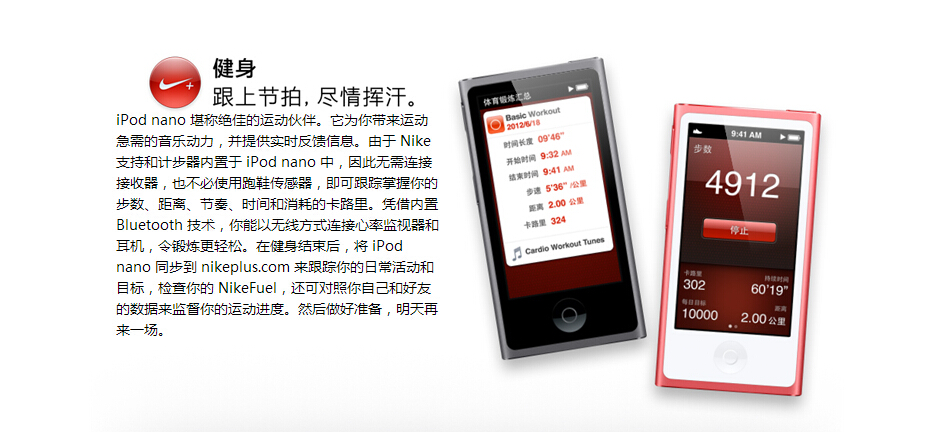 健身
跟上节拍，尽情挥汗。
iPod nano 堪称绝佳的运动伙伴。它为你带来运动
急需的音乐动力，并提供实时反馈信息。由于 Nike
支持和计步器内置于 iPod nano 中，因此无需连接
接收器，也不必使用跑鞋传感器，即可跟踪掌握你的
步数、距离、节奏、时间和消耗的卡路里。凭借内置
Bluetooth 技术，你能以无线方式连接心率监视器和
耳机，令锻炼更轻松。在健身结束后，将 iPod
nano 同步到 nikeplus.com 来跟踪你的日常活动和
目标，检查你的 NikeFuel，还可对照你自己和好友
的数据来监督你的运动进度。然后做好准备，明天再
来一场。
体育锻炼汇总
Basic Workout
2012/6/18
时间长度 09'46"
开始时间 9:32 AM
结束时间 9:41 AM
步速 5'36" /公里
距离 2.00 公里
卡路里 324
Cardio Workout Tunes
9:41 AM
步数
4912
停止
卡路里 持续时间
302 60'19"
每日目标 距离
10000 2.00 公里